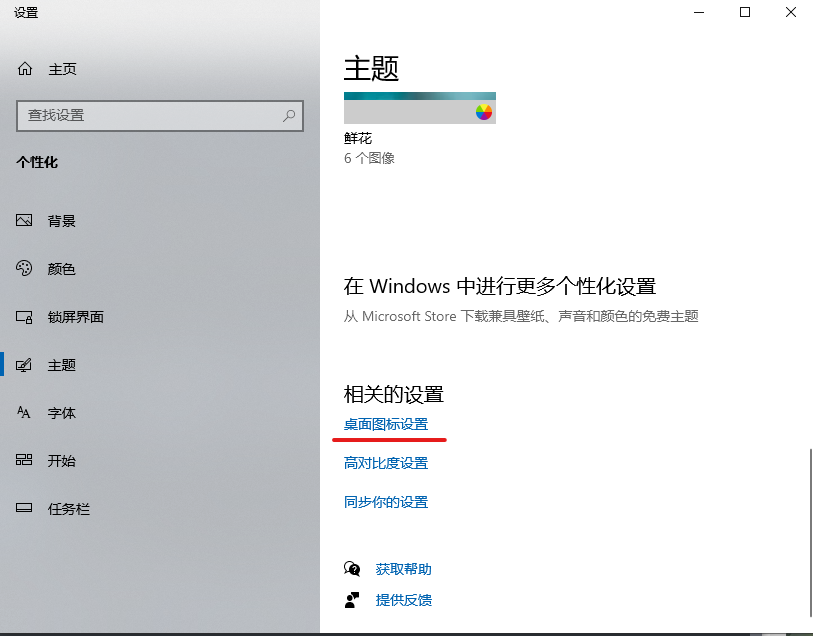 设置
主页
查找设置
个性化
背景
颜色
锁屏界面
主题
字体
开始
任务栏
主题
鲜花
6 个图像
在 Windows 中进行更多个性化设置
从 Microsoft Store 下载兼具壁纸、声音和颜色的免费主题
相关的设置
桌面图标设置
高对比度设置
同步你的设置
获取帮助
提供反馈